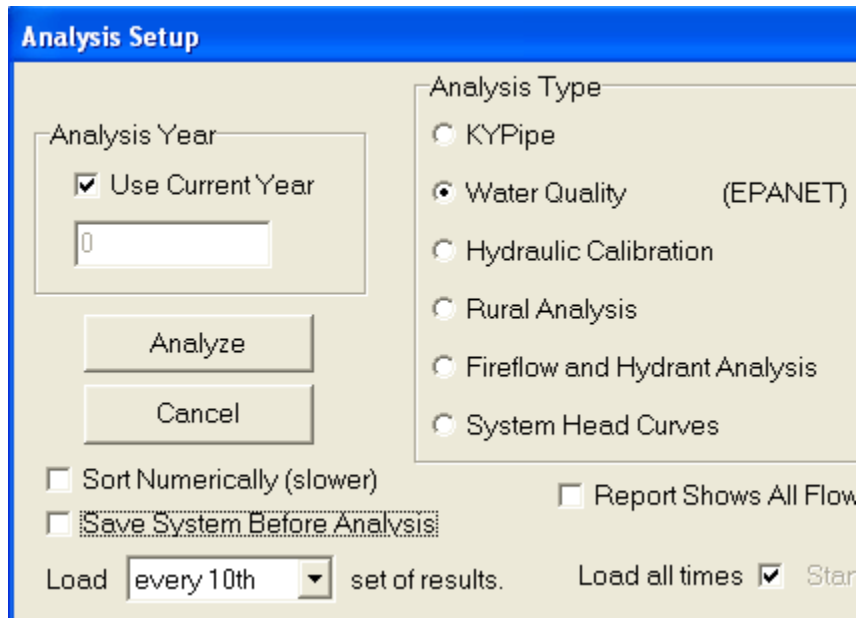 Analysis Setup
Analysis Year
Use Current Year
0
Analyze
Cancel
Analysis Type
KYPipe
Water Quality (EPANET)
Hydraulic Calibration
Rural Analysis
Fireflow and Hydrant Analysis
System Head Curves
Sort Numerically (slower)
Save System Before Analysis
Report Shows All Flow
Load every 10th set of results.
Load all times Star